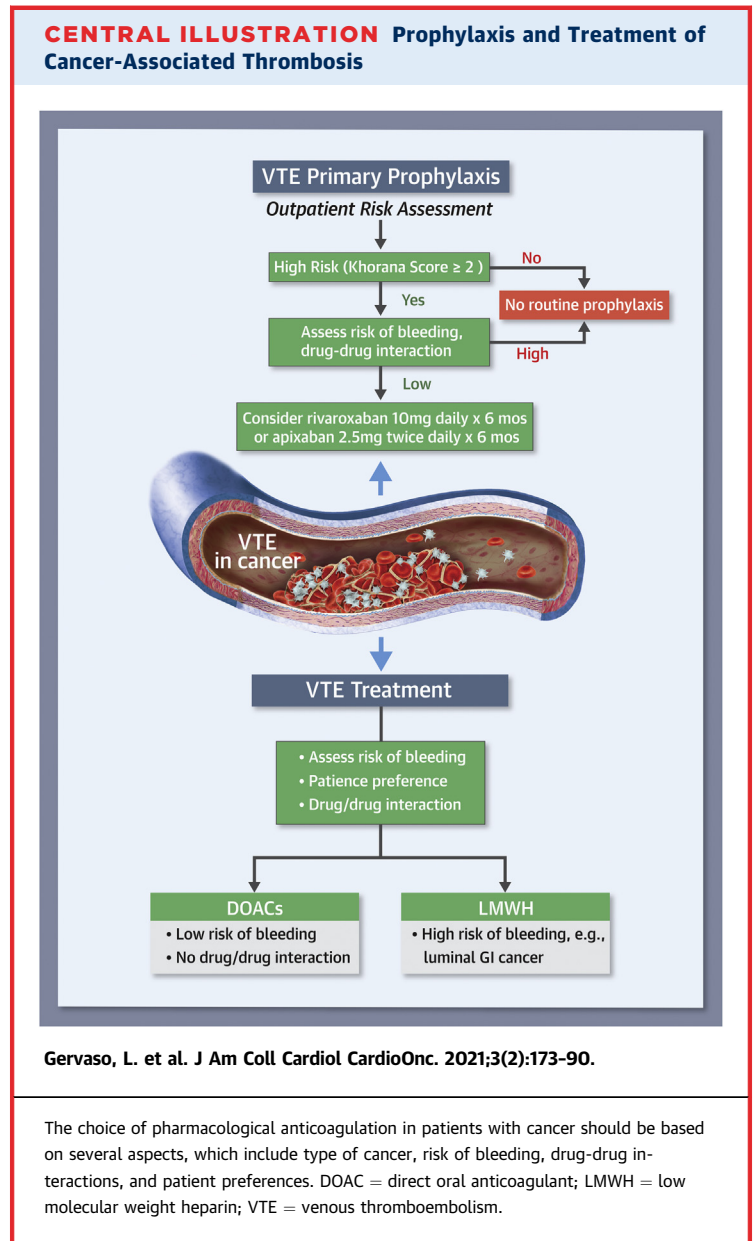 CENTRAL ILLUSTRATION Prophylaxis and Treatment of
Cancer-Associated Thrombosis
VTE Primary Prophylaxis
Outpatient Risk Assessment
High Risk (Khorana Score ≥ 2 )
No
No routine prophylaxis
Yes
Assess risk of bleeding,
drug-drug interaction
High
Low
Consider rivaroxaban 10mg daily x 6 mos
or apixaban 2.5mg twice daily x 6 mos
VTE
in cancer
VTE Treatment
• Assess risk of bleeding
• Patience preference
• Drug/drug interaction
DOACs
• Low risk of bleeding
• No drug/drug interaction
LMWH
• High risk of bleeding, e.g.,
luminal GI cancer
Gervaso, L. et al. J Am Coll Cardiol CardioOnc. 2021;3(2):173–90.
The choice of pharmacological anticoagulation in patients with cancer should be based
on several aspects, which include type of cancer, risk of bleeding, drug-drug in-
teractions, and patient preferences. DOAC = direct oral anticoagulant; LMWH = low
molecular weight heparin; VTE = venous thromboembolism.